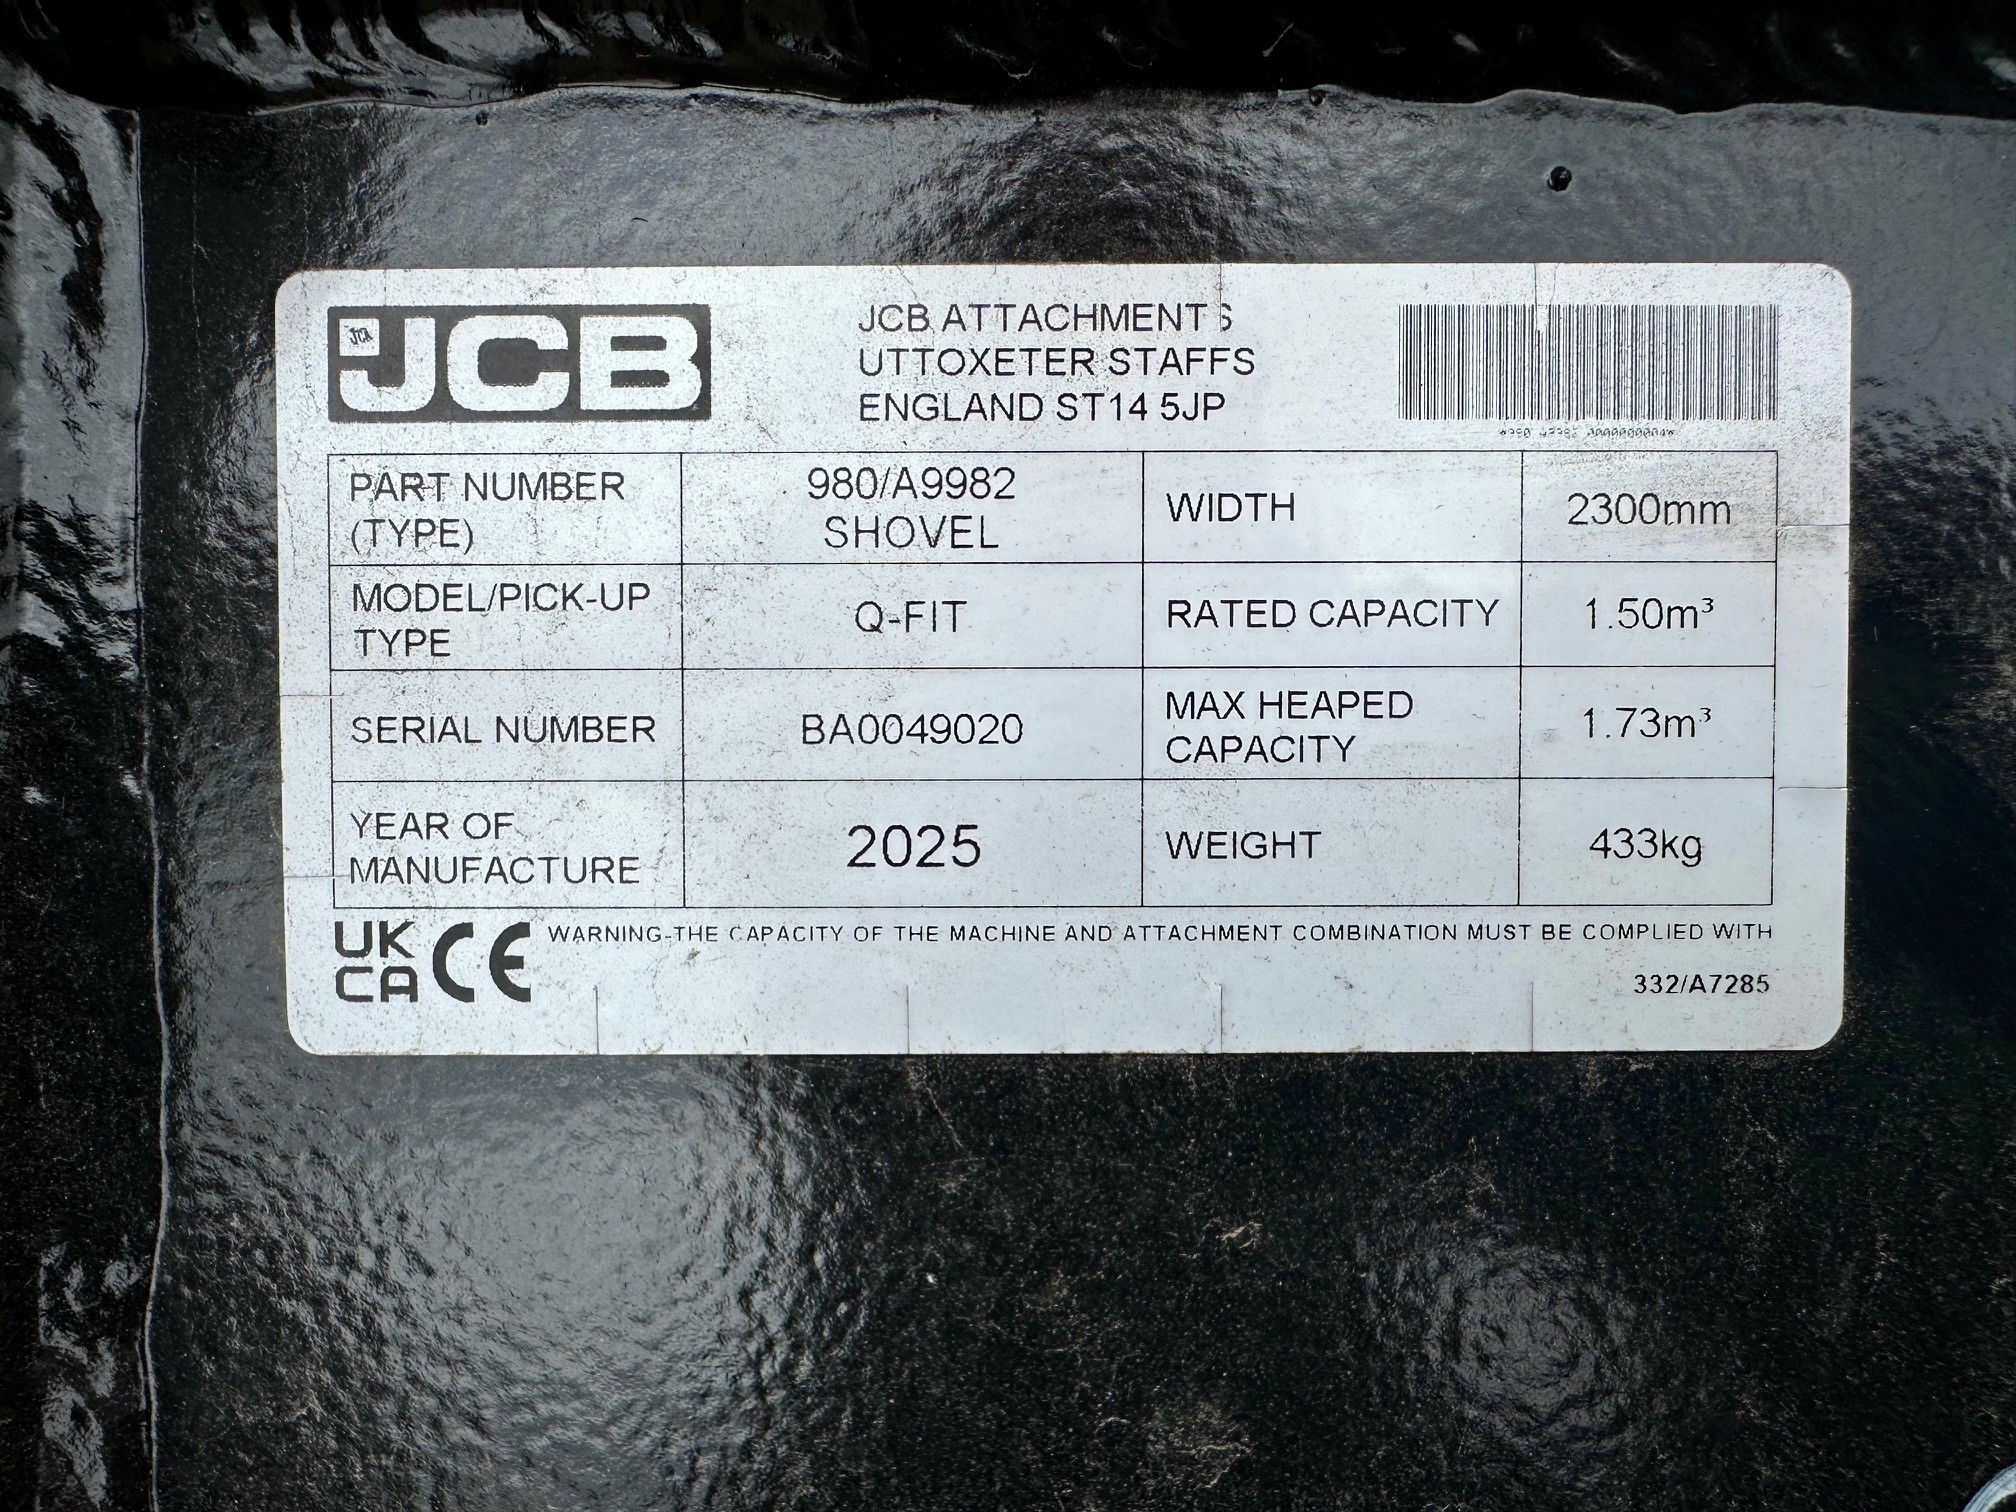 JCB
JCB ATTACHMENTS
UTTOXETER STAFFS
ENGLAND ST14 5JP
PART NUMBER (TYPE)
980/A9982 SHOVEL
WIDTH
2300mm
MODEL/PICK-UP TYPE
Q-FIT
RATED CAPACITY
1.50m³
SERIAL NUMBER
BA0049020
MAX HEAPED CAPACITY
1.73m³
YEAR OF MANUFACTURE
2025
WEIGHT
433kg
UK
CA
CE
WARNING-THE CAPACITY OF THE MACHINE AND ATTACHMENT COMBINATION MUST BE COMPLIED WITH
332/A7285